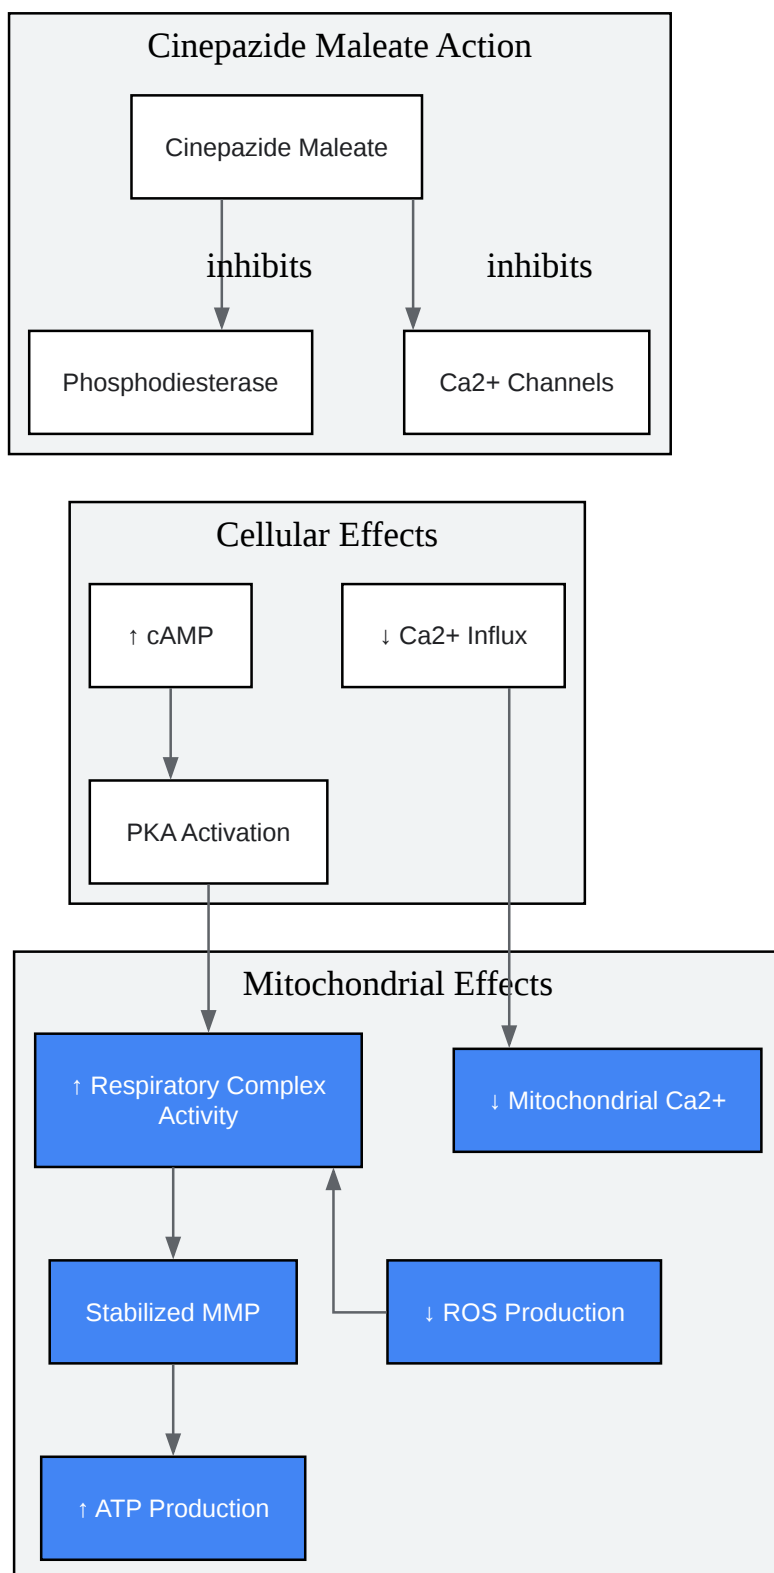 Cinepazide Maleate Action
Cinepazide Maleate
inhibits
inhibits
Phosphodiesterase
Ca2+ Channels
Cellular Effects
↑ cAMP
↓ Ca2+ Influx
PKA Activation
Mitochondrial Effects
↑ Respiratory Complex
Activity
↓ Mitochondrial Ca2+
Stabilized MMP
↓ ROS Production
↑ ATP Production